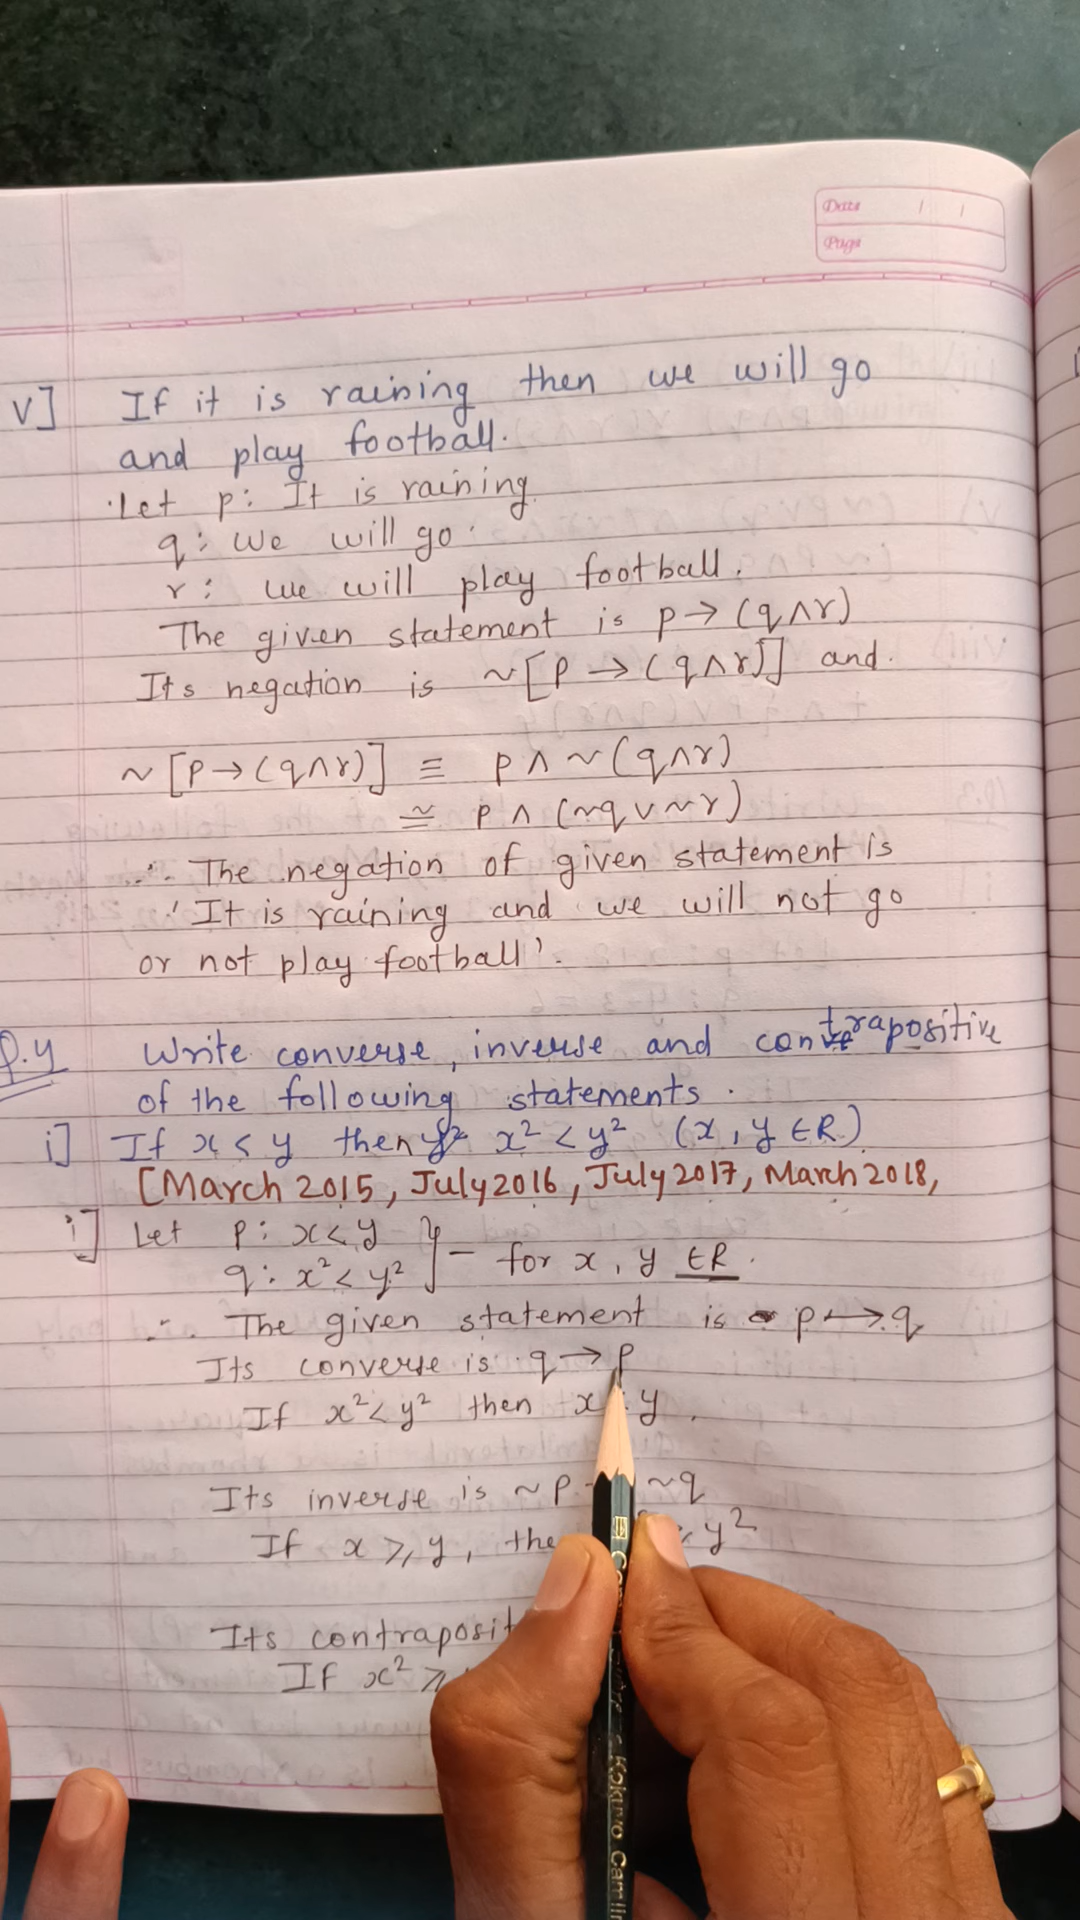 Date / /
Page
v] If it is raining then we will go
and play football.
Let p: It is raining.
q: We will go.
r: We will play football.
The given statement is p → (q ∧ r)
Its negation is ~[p → (q ∧ r)] and.
~[p → (q ∧ r)] ≡ p ∧ ~(q ∧ r)
≅ p ∧ (~q ∨ ~r)
∴ The negation of given statement is
'It is raining and we will not go
or not play football'.
Q.4 Write converse, inverse and contrapositive
of the following statements.
i] If x < y then x² < y² (x, y ∈ R)
[March 2015, July 2016, July 2017, March 2018,
i] Let p: x < y
q: x² < y² } – for x, y ∈ R.
∴ The given statement is p → q
Its converse is q → p
If x² < y² then x y.
Its inverse is ~p ~q
If x ⩾ y, the y²
Its contraposit
If x² ⩾
Kokuyo Camlin